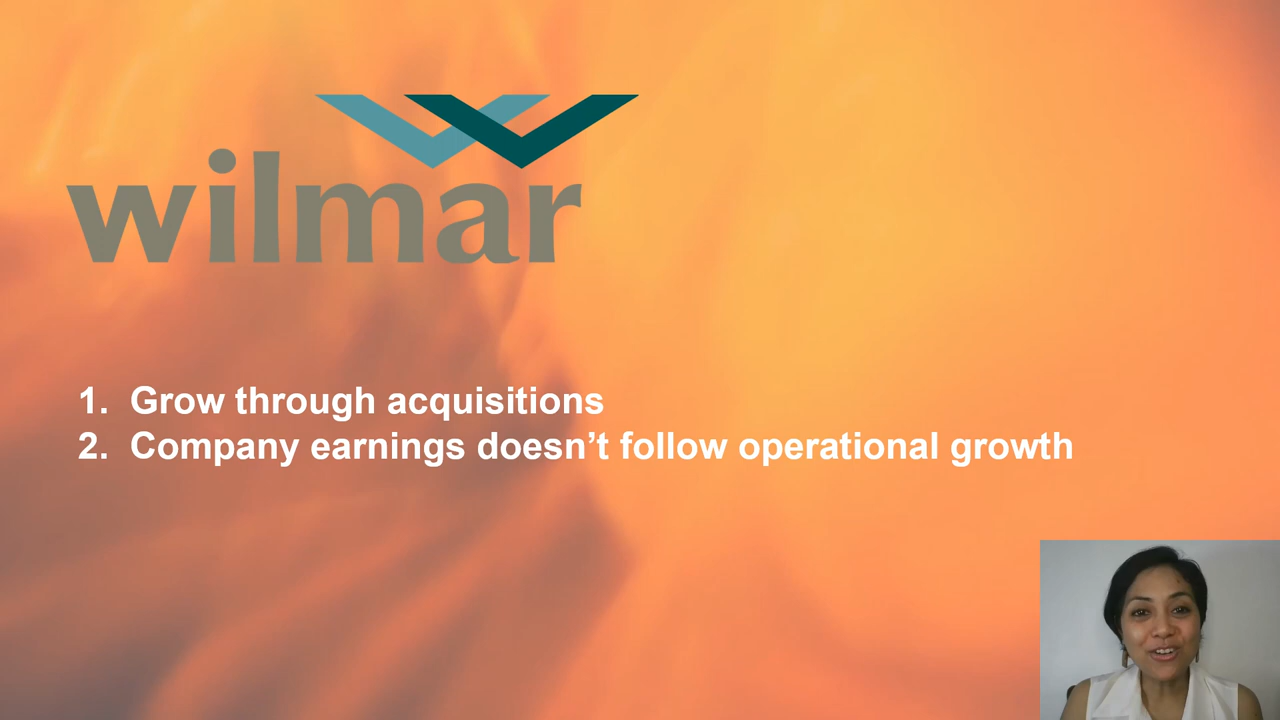 wilmar
1. Grow through acquisitions
2. Company earnings doesn’t follow operational growth